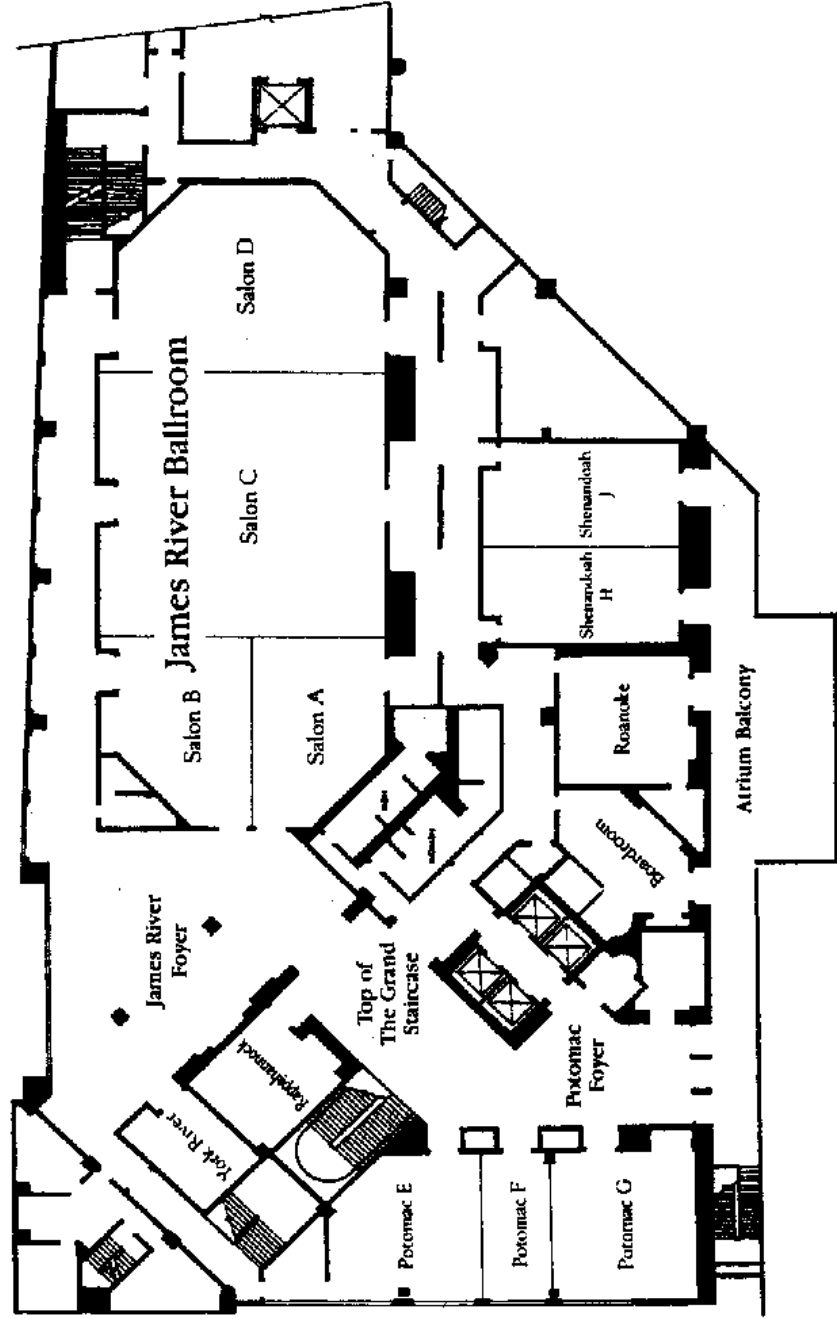 James River Ballroom
Salon D
Salon C
Salon B
Salon A
Shenandoah
J
Shenandoah
H
Roanoke
Atrium Balcony
Boardroom
James River
Foyer
Top of
The Grand
Staircase
Rappahannock
York River
Potomac
Foyer
Potomac E
Potomac F
Potomac G